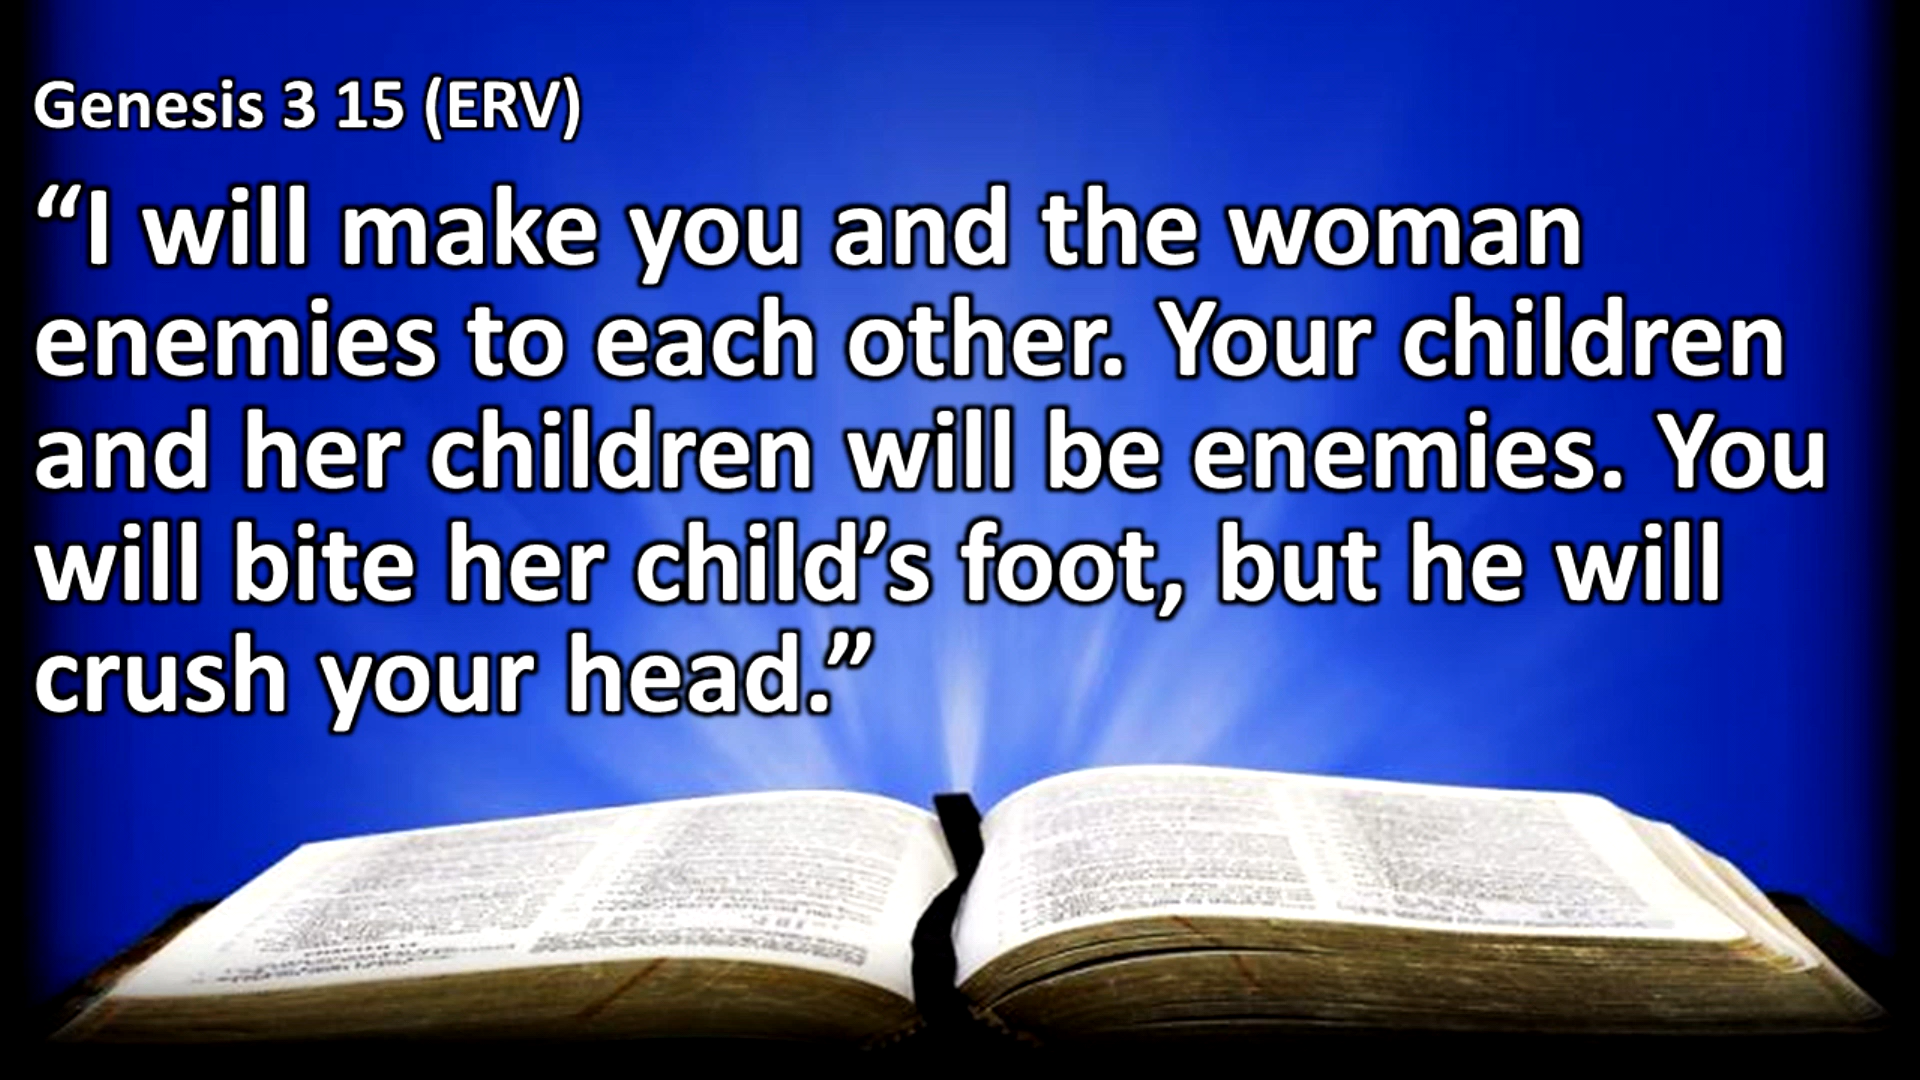 Genesis 3 15 (ERV)
“I will make you and the woman
enemies to each other. Your children
and her children will be enemies. You
will bite her child’s foot, but he will
crush your head.”